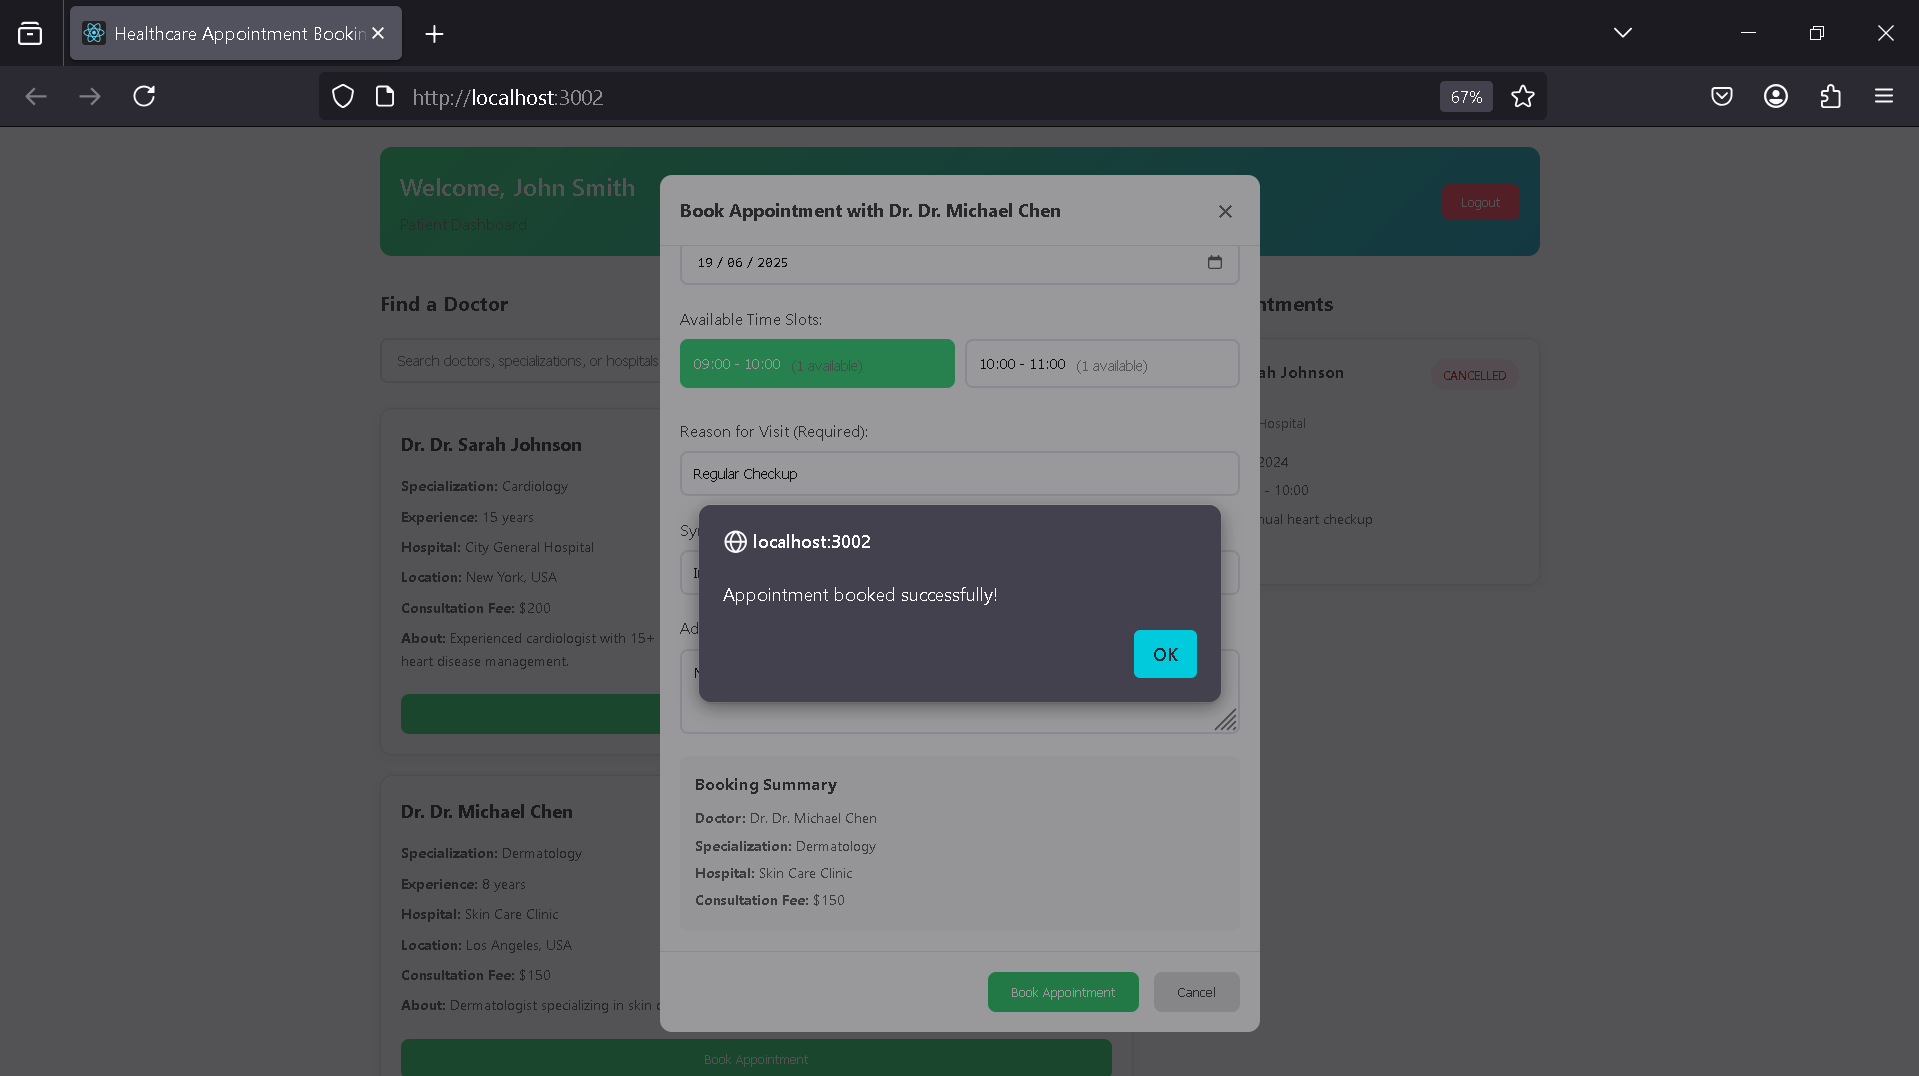 Healthcare Appointment Bookin
http://localhost:3002
67%
Welcome, John Smith
Patient Dashboard
Logout
Find a Doctor
Search doctors, specializations, or hospitals
Dr. Dr. Sarah Johnson
Specialization: Cardiology
Experience: 15 years
Hospital: City General Hospital
Location: New York, USA
Consultation Fee: $200
About: Experienced cardiologist with 15+
heart disease management.
Dr. Dr. Michael Chen
Specialization: Dermatology
Experience: 8 years
Hospital: Skin Care Clinic
Location: Los Angeles, USA
Consultation Fee: $150
About: Dermatologist specializing in skin
Book Appointment
Book Appointment with Dr. Dr. Michael Chen
19 / 06 / 2025
Available Time Slots:
09:00 - 10:00 (1 available)
10:00 - 11:00 (1 available)
Reason for Visit (Required):
Regular Checkup
localhost:3002
Appointment booked successfully!
OK
Booking Summary
Doctor: Dr. Dr. Michael Chen
Specialization: Dermatology
Hospital: Skin Care Clinic
Consultation Fee: $150
Book Appointment
Cancel
ntments
ah Johnson
CANCELLED
Hospital
2024
- 10:00
nual heart checkup